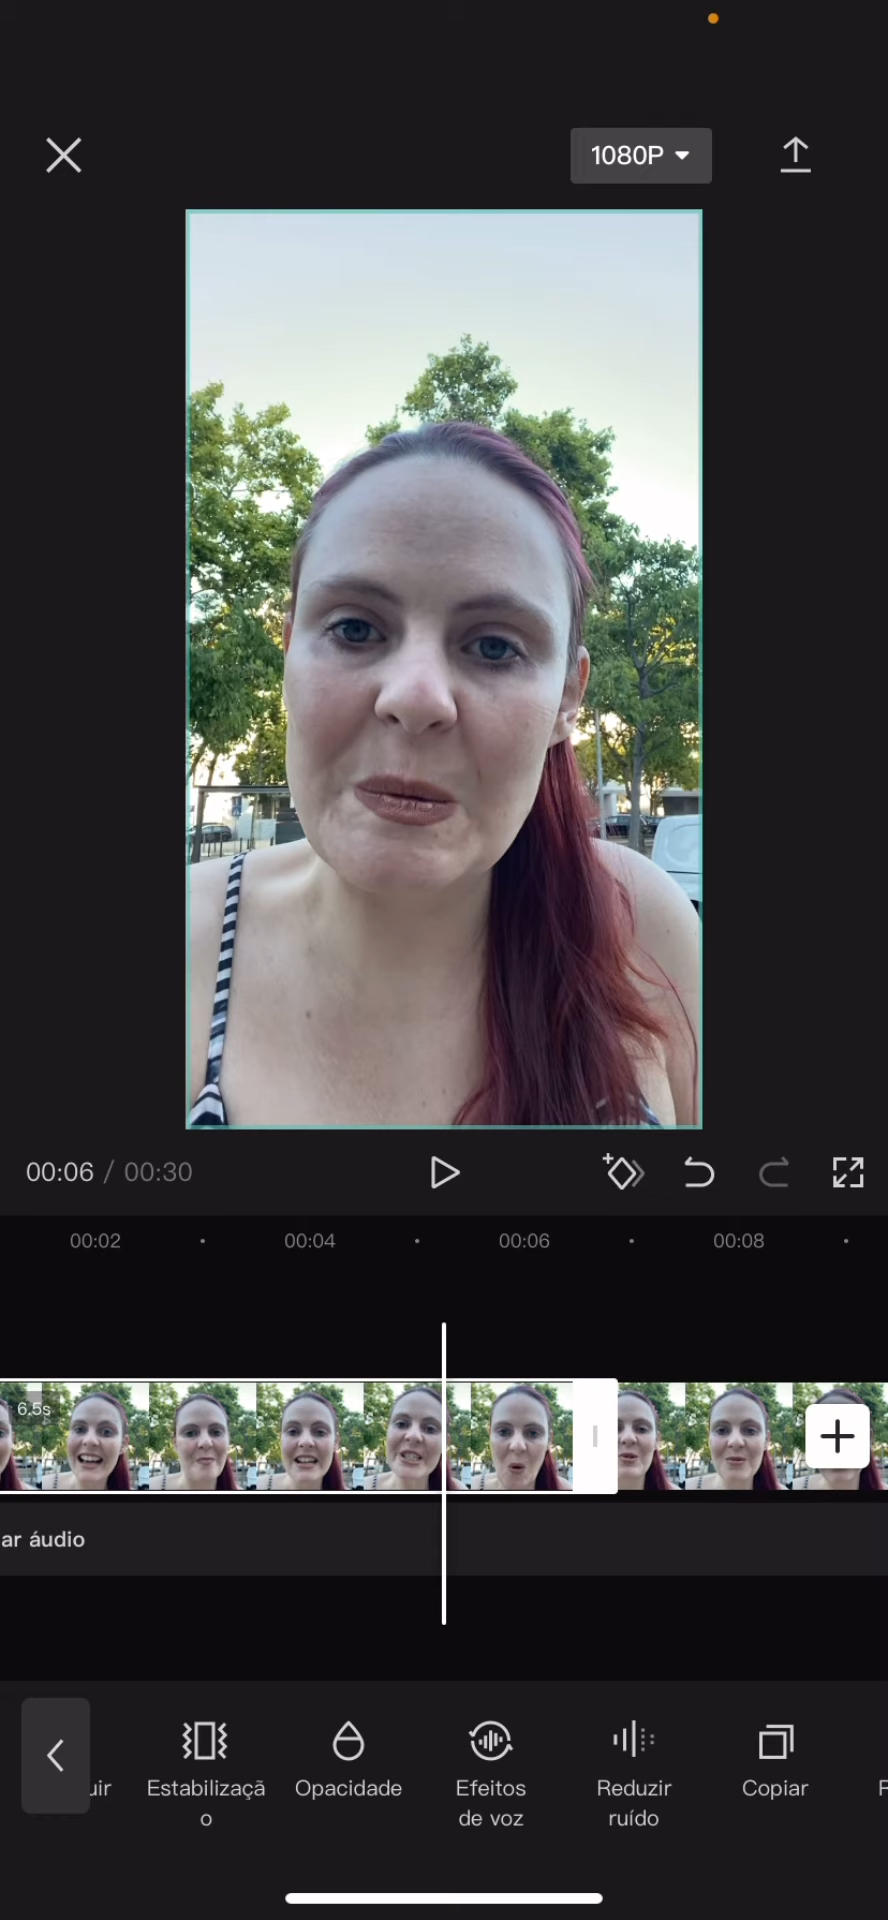 1080P
00:06 / 00:30
00:02 00:04 00:06 00:08
6.5s
ar áudio
uir Estabilizaçã Opacidade Efeitos Reduzir Copiar
o de voz ruído